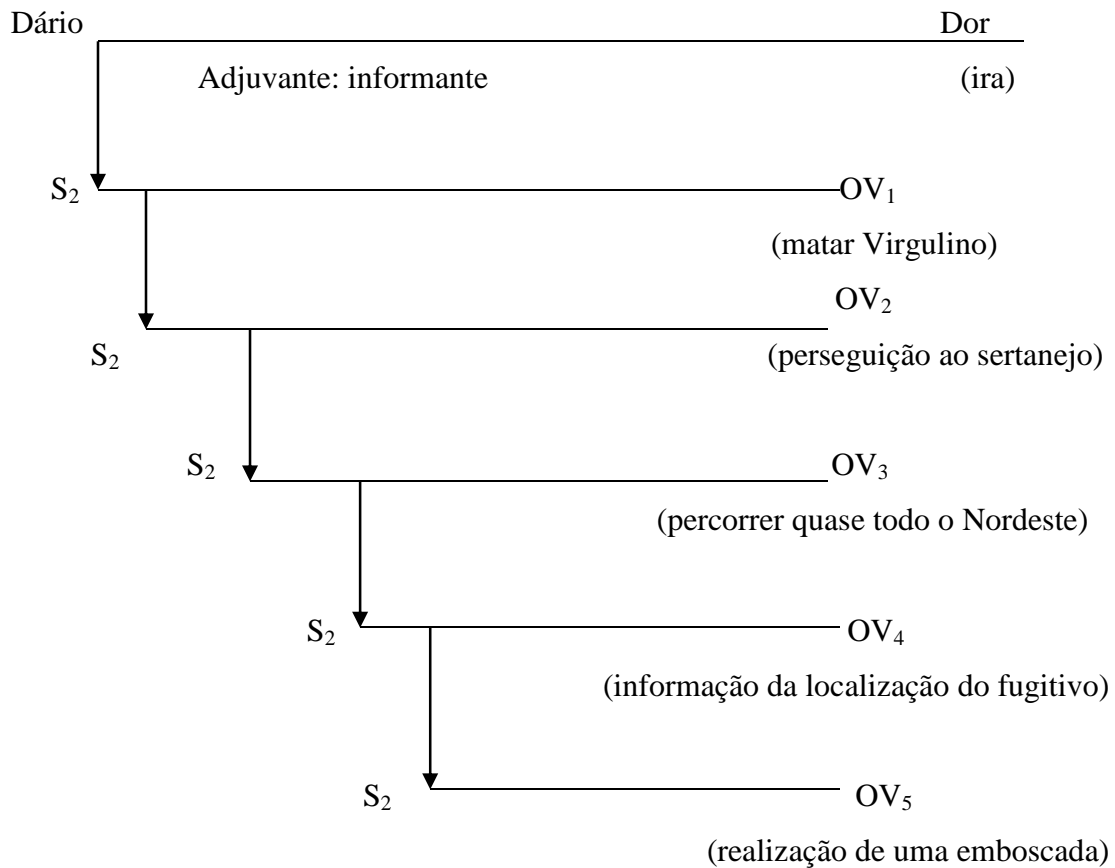 Dário Dor
Adjuvante: informante (ira)
S₂ OV₁
(matar Virgulino)
OV₂
S₂ (perseguição ao sertanejo)
S₂ OV₃
(percorrer quase todo o Nordeste)
S₂ OV₄
(informação da localização do fugitivo)
S₂ OV₅
(realização de uma emboscada)